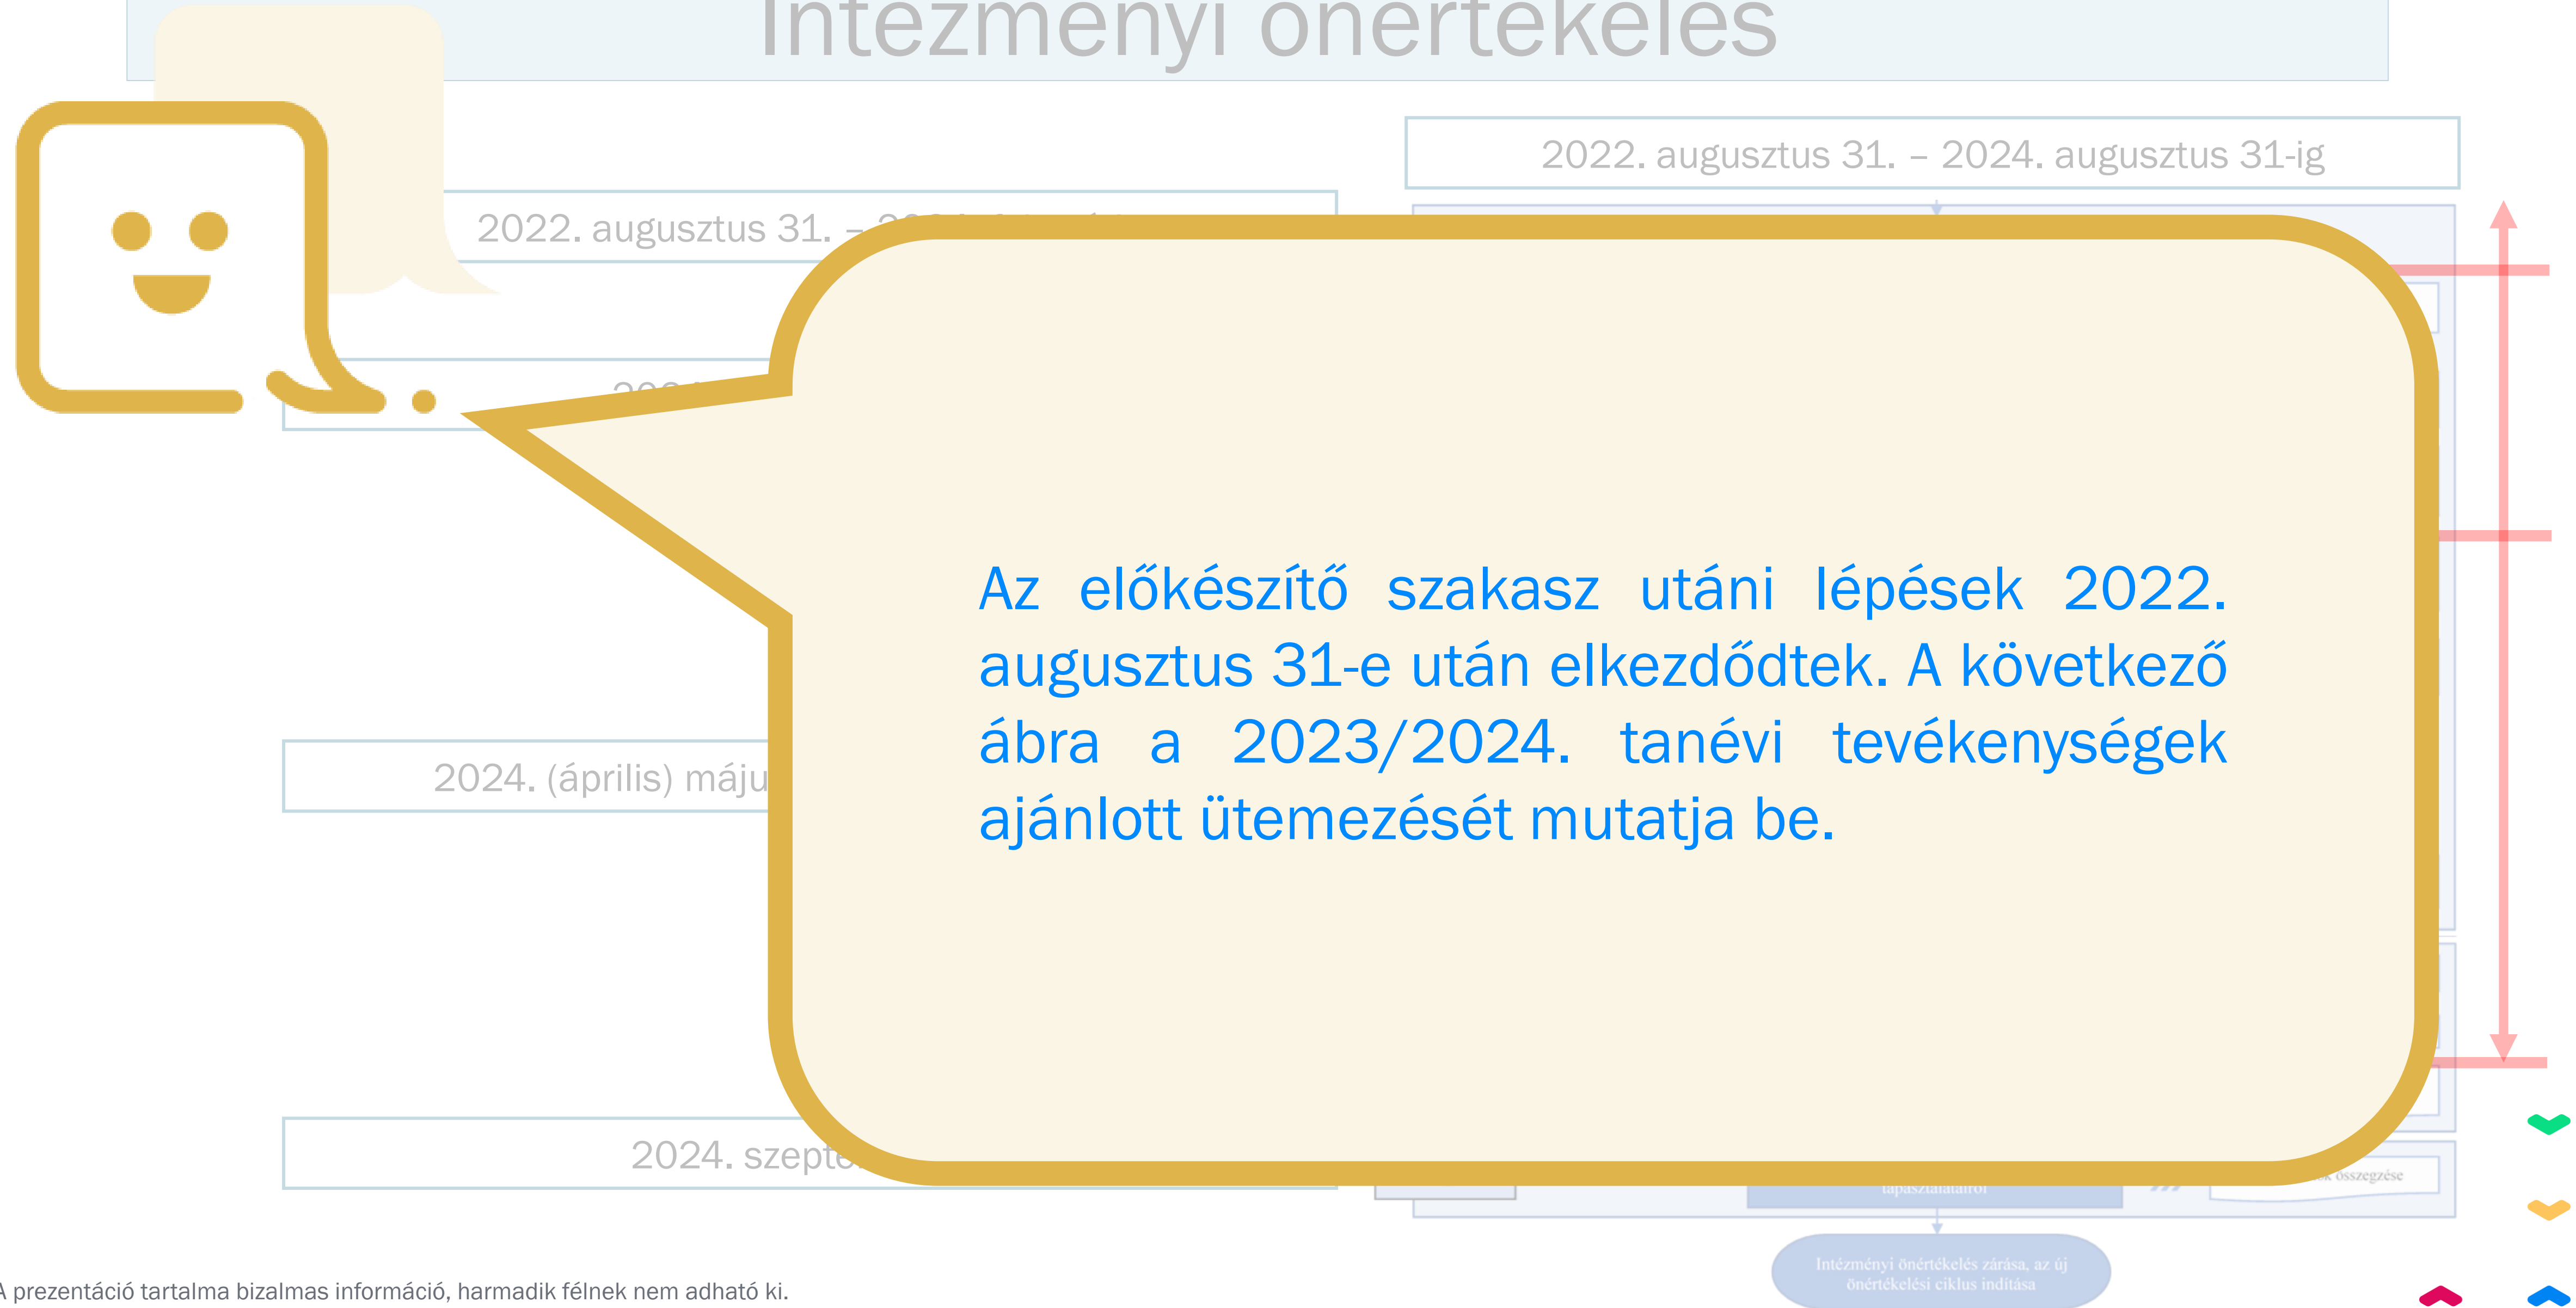 Intézményi önértékelés
2022. augusztus 31. – 2024. augusztus 31-ig
2022. augusztus 31. –
Az előkészítő szakasz utáni lépések 2022.
augusztus 31-e után elkezdődtek. A következő
ábra a 2023/2024. tanévi tevékenységek
ajánlott ütemezését mutatja be.
2024. (április)
2024.
összegzése
tapasztalatairól
Intézményi önértékelés zárása, az új
önértékelési ciklus indítása
A prezentáció tartalma bizalmas információ, harmadik félnek nem adható ki.